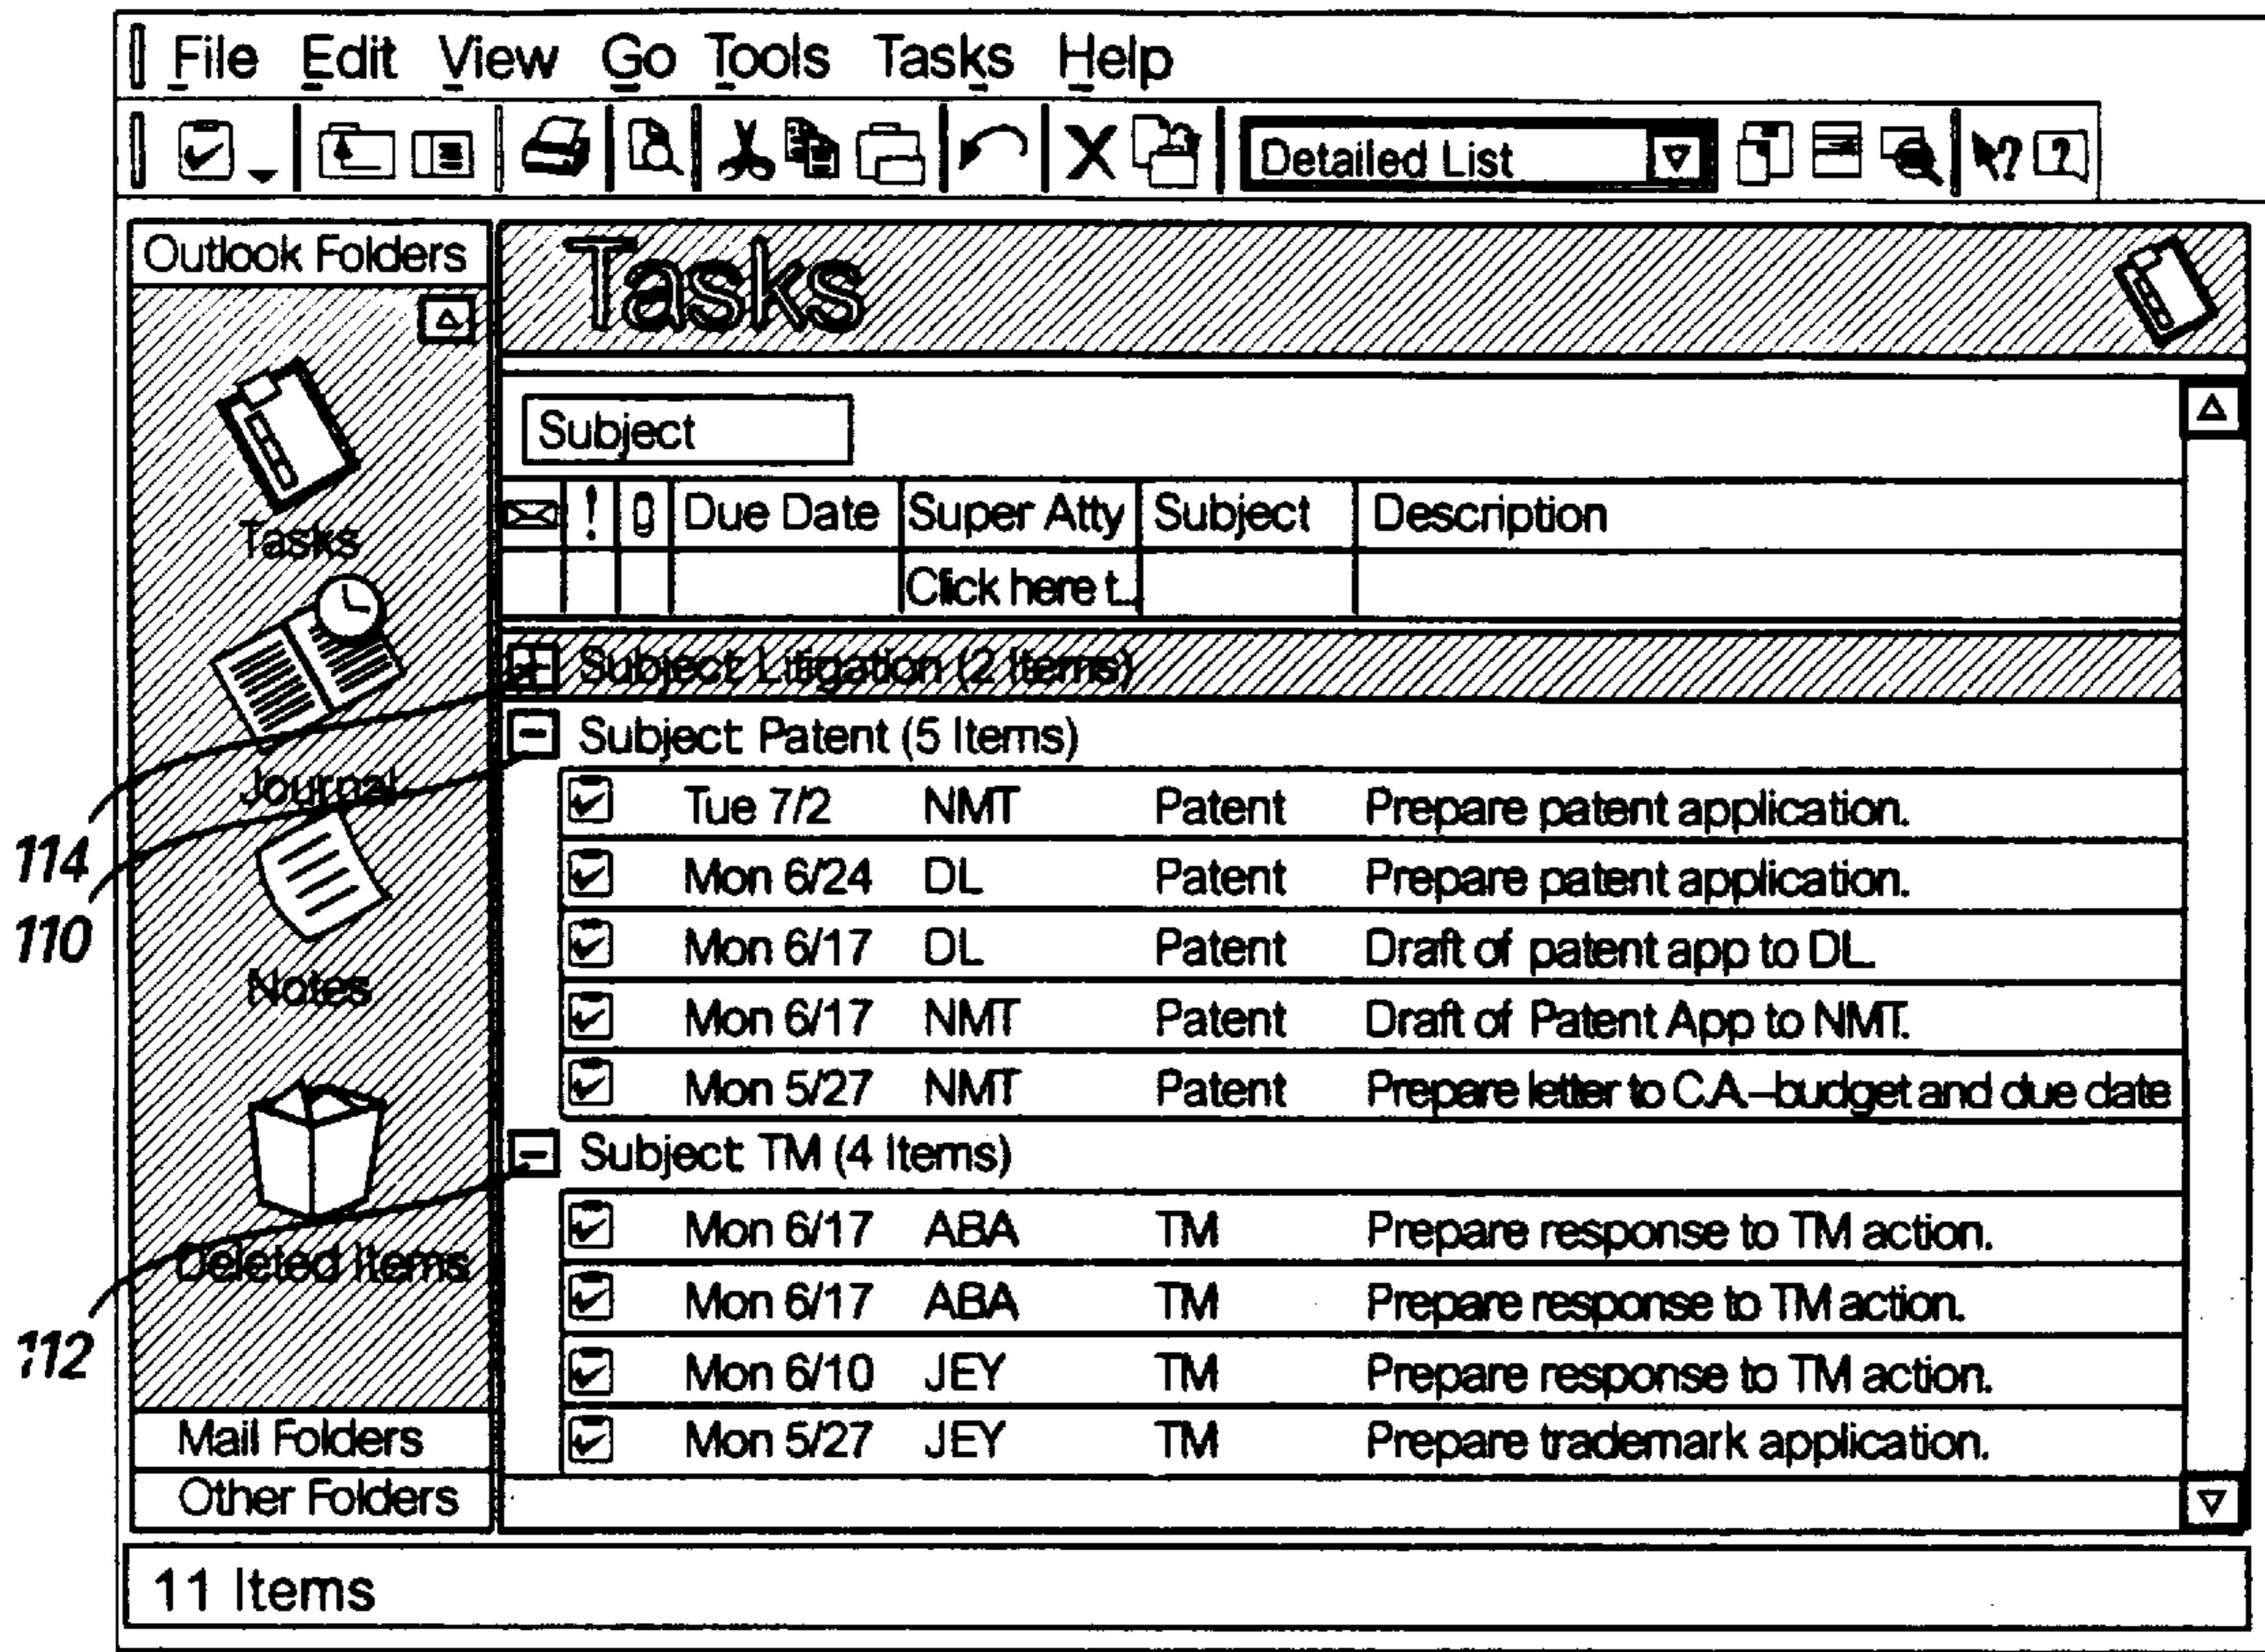 File Edit View Go Tools Tasks Help
Detailed List
Outlook Folders
Tasks
Journal
Notes
Deleted Items
Mail Folders
Other Folders
Tasks
Subject
! Due Date Super Atty Subject Description
Click here t...
Subject: Litigation (2 Items)
Subject: Patent (5 Items)
Tue 7/2 NMT Patent Prepare patent application.
Mon 6/24 DL Patent Prepare patent application.
Mon 6/17 DL Patent Draft of patent app to DL.
Mon 6/17 NMT Patent Draft of Patent App to NMT.
Mon 5/27 NMT Patent Prepare letter to C.A.–budget and due date
Subject: TM (4 Items)
Mon 6/17 ABA TM Prepare response to TM action.
Mon 6/17 ABA TM Prepare response to TM action.
Mon 6/10 JEY TM Prepare response to TM action.
Mon 5/27 JEY TM Prepare trademark application.
11 Items
114
110
112